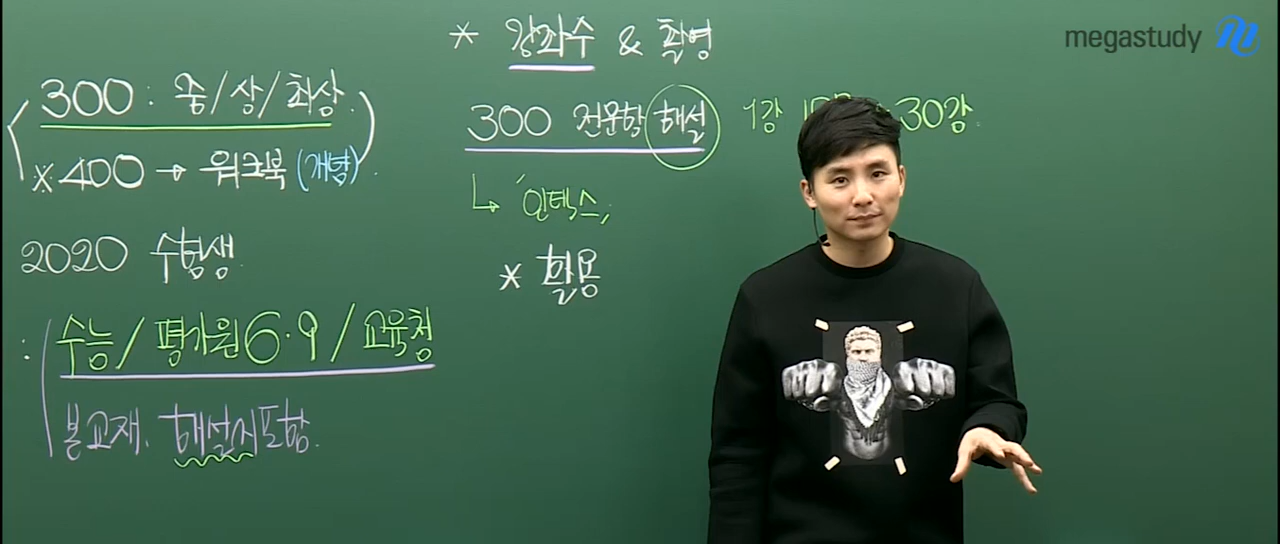 megastudy
* 강좌수 & 촬영
300 : 중/상/최상.
※400 → 워크북 (개념).
300 전문항 해설 1강 30강.
↳ 인덱스,
2020 수험생.
* 활용
: 수능/평가원6·9/교육청
본교재. 해설지포함.